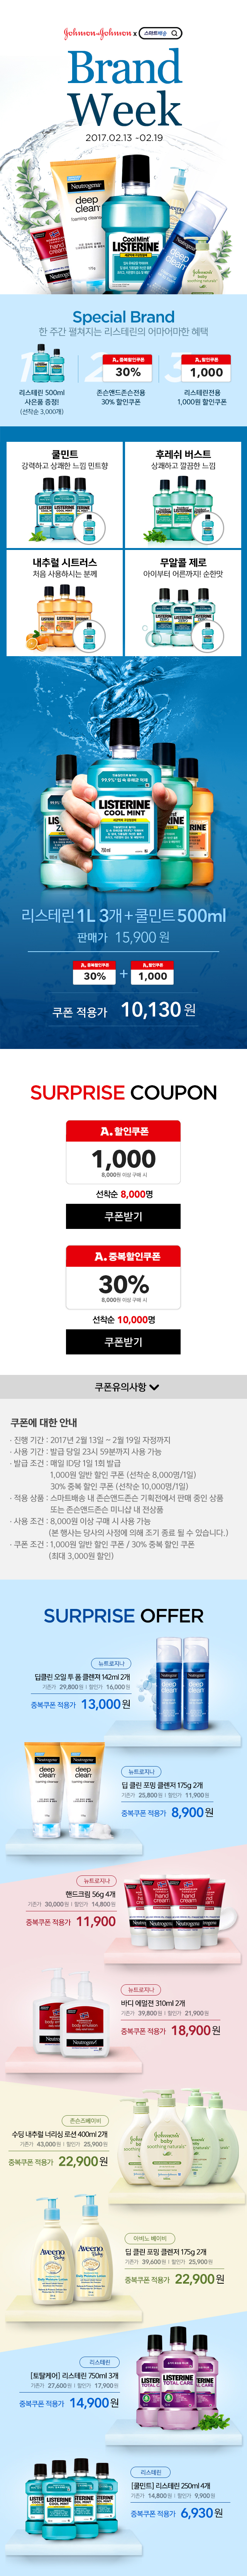 Johnson&Johnson x 스마트배송
Brand
Week
2017.02.13 -02.19
Neutrogena
deep
clean
foaming cleanser
Cool Mint
LISTERINE
Special Brand
한 주간 펼쳐지는 리스테린의 어마어마한 혜택
1
리스테린 500ml
사은품 증정!
(선착순 3,000개)
2
A. 중복할인쿠폰
30%
존슨앤드존슨전용
30% 할인쿠폰
3
A. 할인쿠폰
1,000
리스테린전용
1,000원 할인쿠폰
쿨민트
강력하고 상쾌한 느낌 민트향
후레쉬 버스트
상쾌하고 깔끔한 느낌
내추럴 시트러스
처음 사용하시는 분께
무알콜 제로
아이부터 어른까지! 순한맛
99.9%
LISTERINE
COOL MINT
750ml
리스테린 1L 3개+쿨민트 500ml
판매가 15,900 원
A. 중복할인쿠폰
30%
+
A. 할인쿠폰
1,000
쿠폰 적용가 10,130 원
SURPRISE COUPON
A. 할인쿠폰
1,000
8,000원 이상 구매 시
선착순 8,000명
쿠폰받기
A. 중복할인쿠폰
30%
8,000원 이상 구매 시
선착순 10,000명
쿠폰받기
쿠폰유의사항
쿠폰에 대한 안내
· 진행 기간 : 2017년 2월 13일 ~ 2월 19일 자정까지
· 사용 기간 : 발급 당일 23시 59분까지 사용 가능
· 발급 조건 : 매일 ID당 1일 1회 발급
1,000원 일반 할인 쿠폰 (선착순 8,000명/1일)
30% 중복 할인 쿠폰 (선착순 10,000명/1일)
· 적용 상품 : 스마트배송 내 존슨앤드존슨 기획전에서 판매 중인 상품
또는 존슨앤드존슨 미니샵 내 전상품
· 사용 조건 : 8,000원 이상 구매 시 사용 가능
(본 행사는 당사의 사정에 의해 조기 종료 될 수 있습니다.)
· 쿠폰 조건 : 1,000원 일반 할인 쿠폰 / 30% 중복 할인 쿠폰
(최대 3,000원 할인)
SURPRISE OFFER
뉴트로지나
딥클린 오일 투 폼 클렌져 142ml 2개
기존가 29,800원 | 할인가 16,000원
중복쿠폰 적용가 13,000원
뉴트로지나
딥 클린 포밍 클렌저 175g 2개
기존가 25,800원 | 할인가 11,900원
중복쿠폰 적용가 8,900원
뉴트로지나
핸드크림 56g 4개
기존가 30,000원 | 할인가 14,800원
중복쿠폰 적용가 11,900
뉴트로지나
바디 에멀젼 310ml 2개
기존가 39,800원 | 할인가 21,900원
중복쿠폰 적용가 18,900원
존슨즈베이비
수딩 내추럴 너리싱 로션 400ml 2개
기존가 43,000원 | 할인가 25,900원
중복쿠폰 적용가 22,900원
아비노 베이비
딥 클린 포밍 클렌저 175g 2개
기존가 39,600원 | 할인가 25,900원
중복쿠폰 적용가 22,900원
리스테린
[토탈케어] 리스테린 750ml 3개
기존가 27,600원 | 할인가 17,900원
중복쿠폰 적용가 14,900원
리스테린
[쿨민트] 리스테린 250ml 4개
기존가 14,800원 | 할인가 9,900원
중복쿠폰 적용가 6,930원